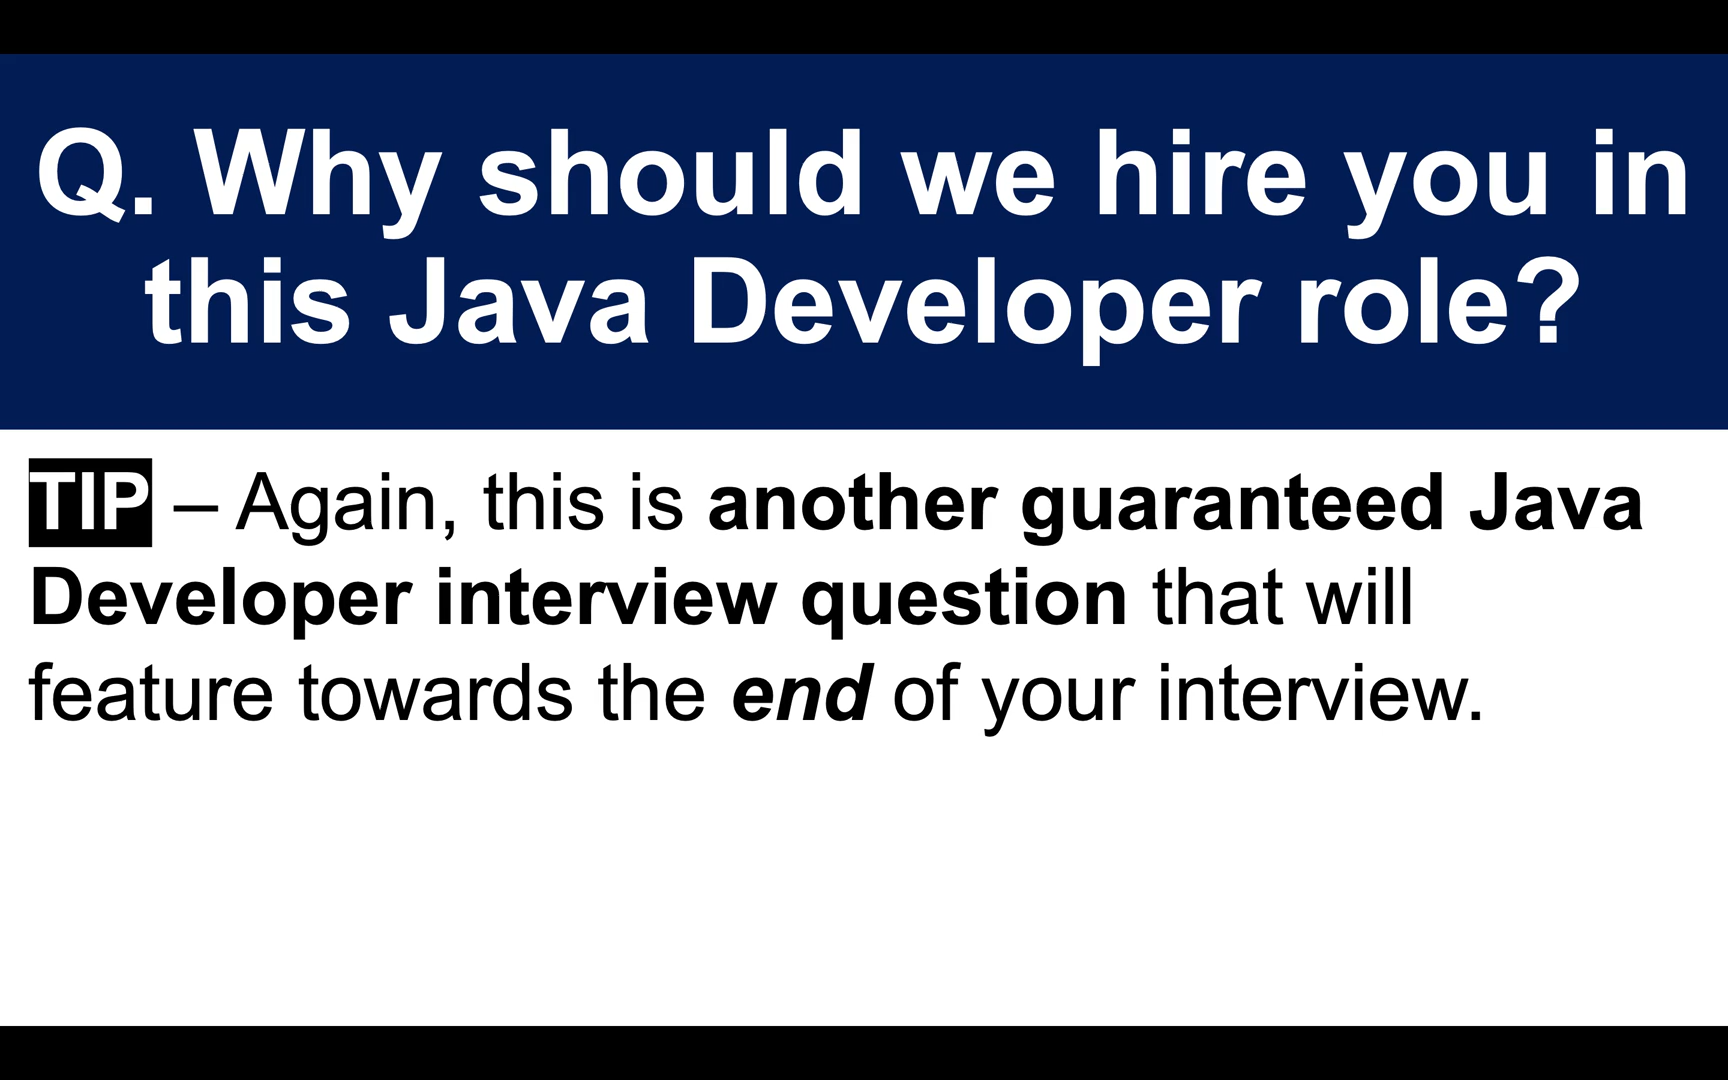 Q. Why should we hire you in
this Java Developer role?
TIP – Again, this is another guaranteed Java
Developer interview question that will
feature towards the end of your interview.